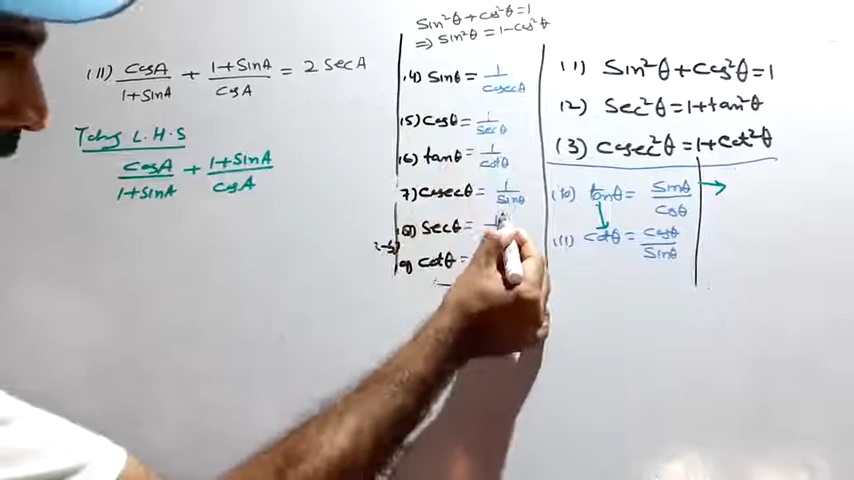 (11) CosA/1+SinA + 1+SinA/CosA = 2 SecA
Taking L.H.S
CosA/1+SinA + 1+SinA/CosA
Sin²θ + Cos²θ = 1
⇒ Sin²θ = 1-Cos²θ
(4) Sinθ = 1/Cosecθ
(5) Cosθ = 1/Secθ
(6) tanθ = 1/Cotθ
7) Cosecθ = 1/Sinθ
(8) Secθ =
9) Cotθ =
(1) Sin²θ + Cos²θ = 1
(2) Sec²θ = 1+tan²θ
(3) Cosec²θ = 1+Cot²θ
(10) tanθ = Sinθ/Cosθ →
(11) Cotθ = Cosθ/Sinθ